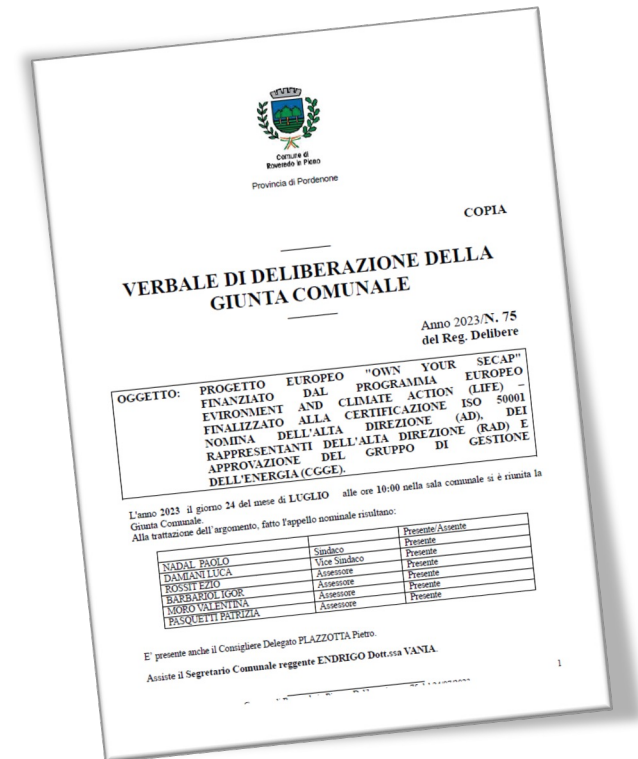 Comune di
Roveredo in Piano
Provincia di Pordenone
COPIA
VERBALE DI DELIBERAZIONE DELLA
GIUNTA COMUNALE
Anno 2023/N. 75
del Reg. Delibere
OGGETTO: PROGETTO EUROPEO "OWN YOUR SECAP"
FINANZIATO DAL PROGRAMMA EUROPEO
EVIRONMENT AND CLIMATE ACTION (LIFE) –
FINALIZZATO ALLA CERTIFICAZIONE ISO 50001
NOMINA DELL'ALTA DIREZIONE (AD), DEI
RAPPRESENTANTI DELL'ALTA DIREZIONE (RAD) E
APPROVAZIONE DEL GRUPPO DI GESTIONE
DELL'ENERGIA (CGGE).
L'anno 2023 il giorno 24 del mese di LUGLIO alle ore 10:00 nella sala comunale si è riunita la
Giunta Comunale.
Alla trattazione dell'argomento, fatto l'appello nominale risultano:
Presente/Assente
NADAL PAOLO Sindaco Presente
DAMIANI LUCA Vice Sindaco Presente
ROSSIT EZIO Assessore Presente
BARBARIOL IGOR Assessore Presente
MORO VALENTINA Assessore Presente
PASQUETTI PATRIZIA Assessore Presente
E' presente anche il Consigliere Delegato PLAZZOTTA Pietro.
Assiste il Segretario Comunale reggente ENDRIGO Dott.ssa VANIA.
1